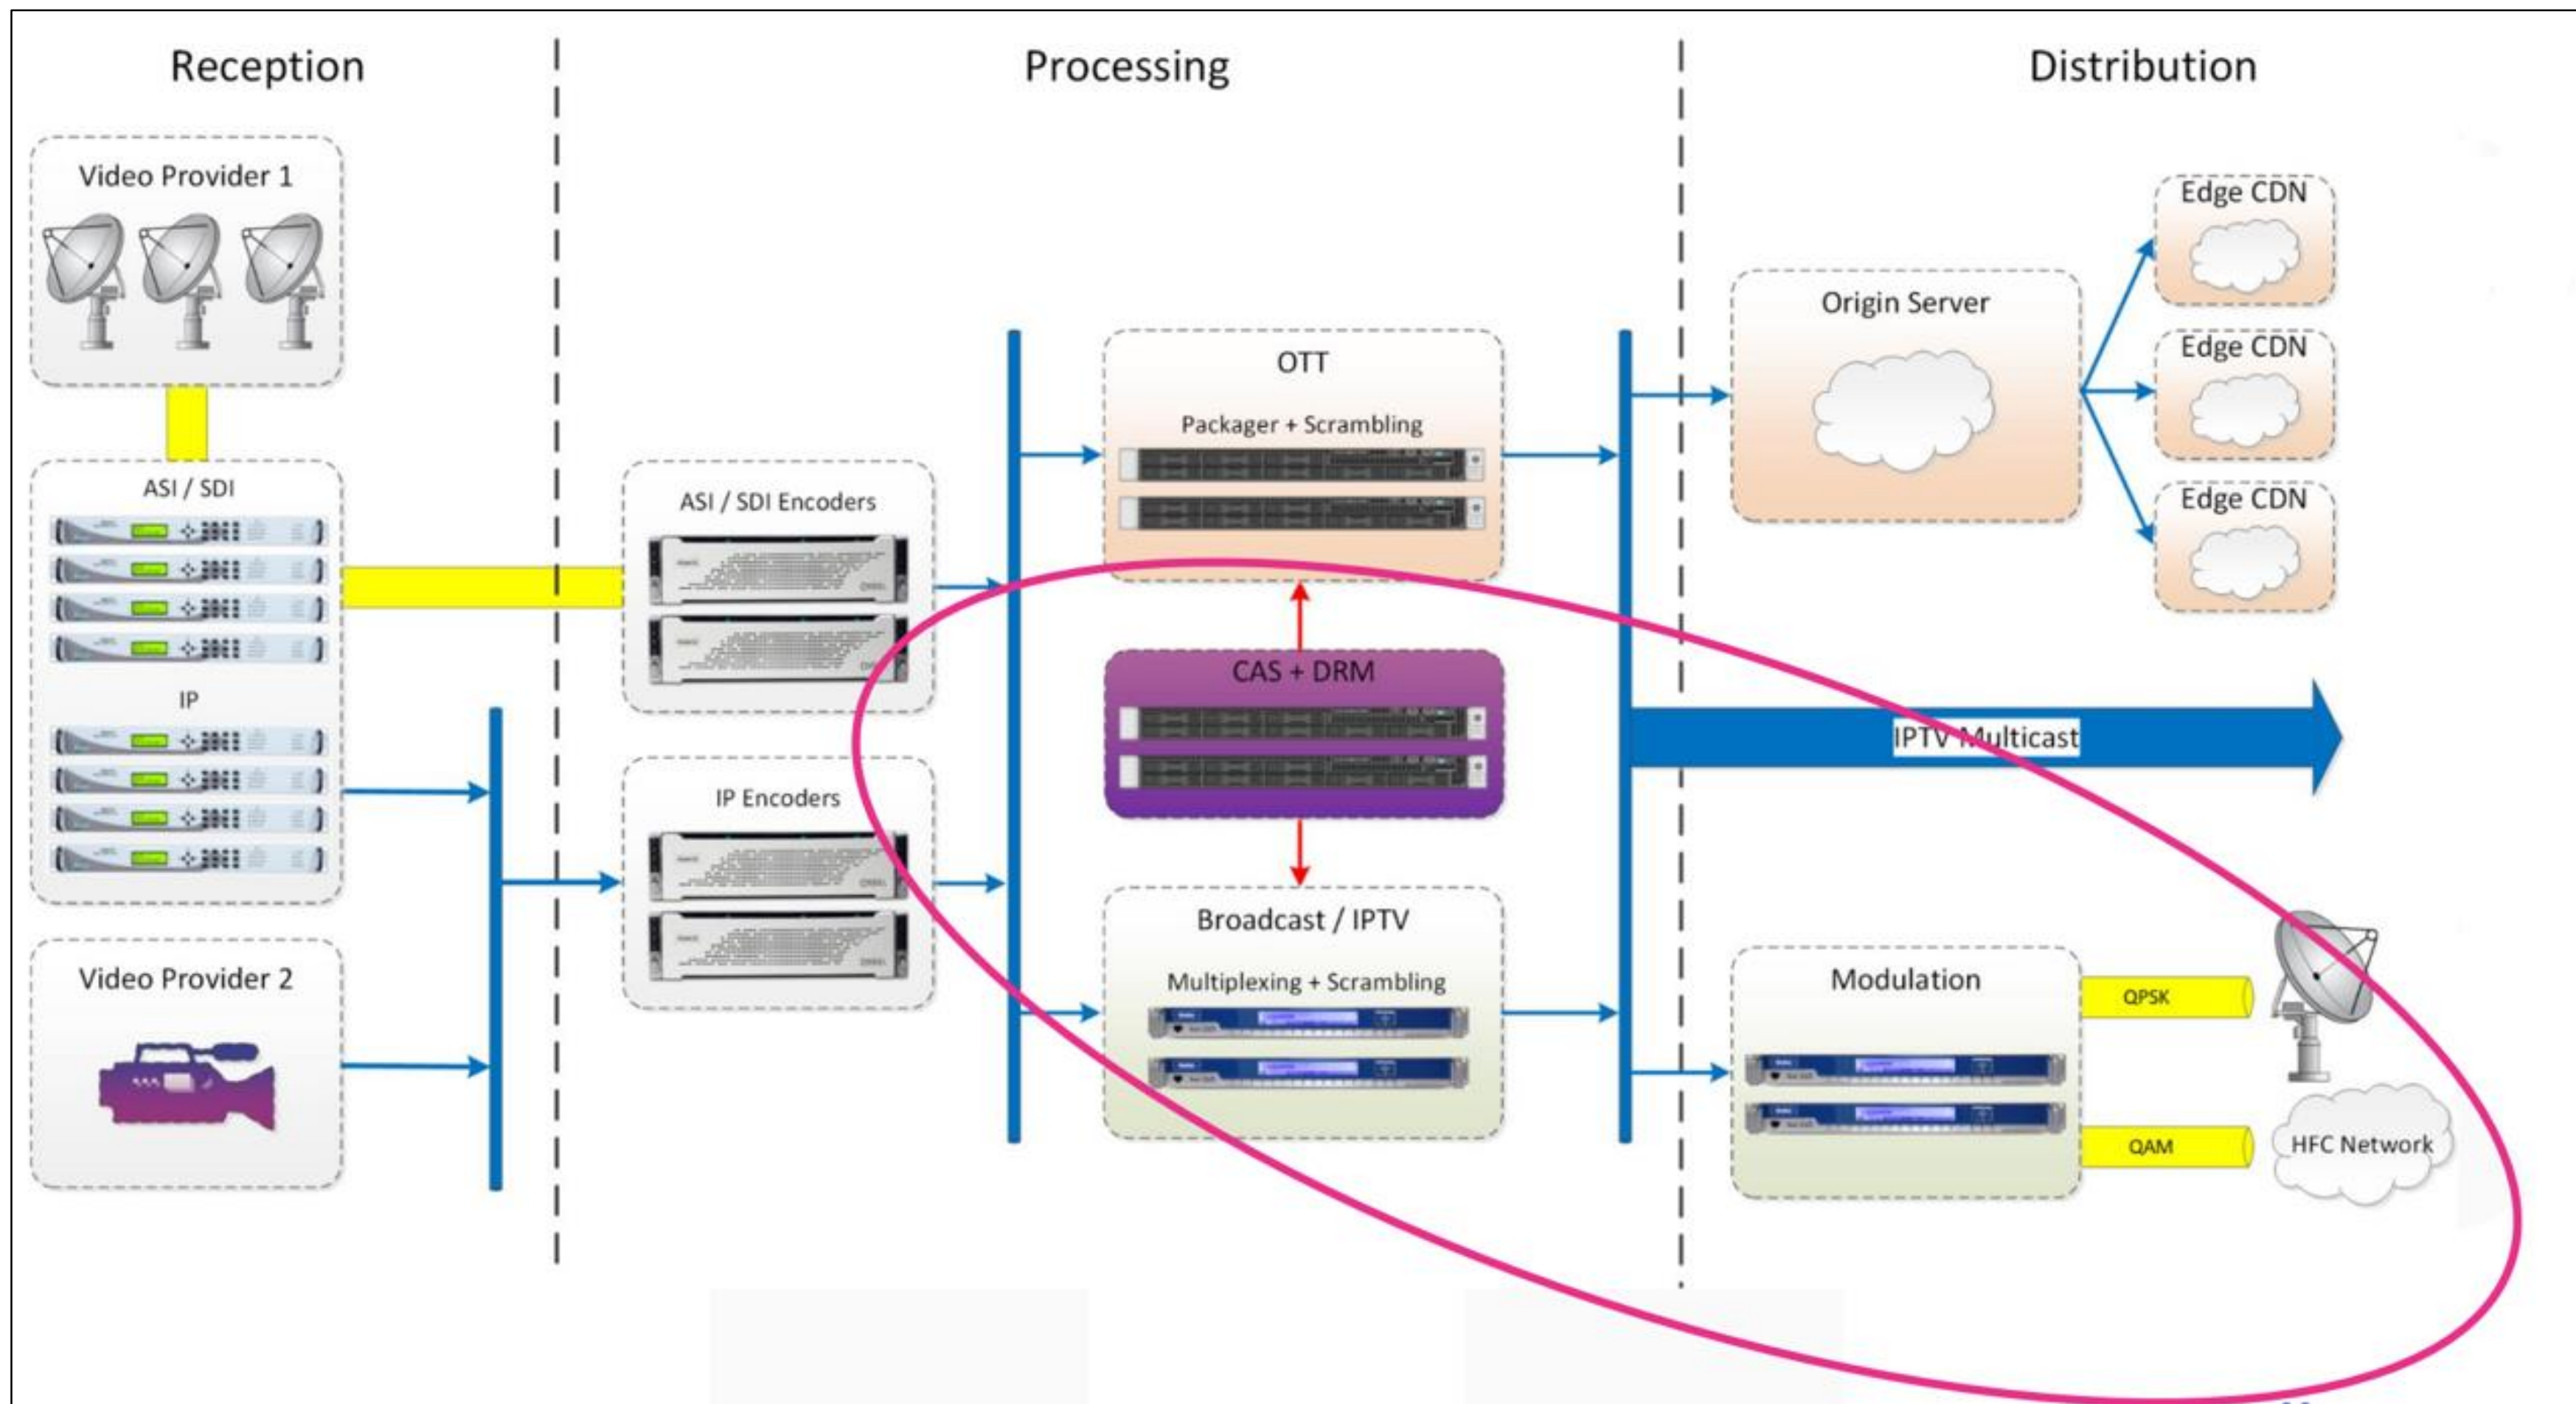 Reception
Processing
Distribution
Video Provider 1
ASI / SDI
IP
Video Provider 2
ASI / SDI Encoders
IP Encoders
OTT
Packager + Scrambling
CAS + DRM
Broadcast / IPTV
Multiplexing + Scrambling
Origin Server
Edge CDN
Edge CDN
Edge CDN
IPTV Multicast
Modulation
QPSK
QAM
HFC Network